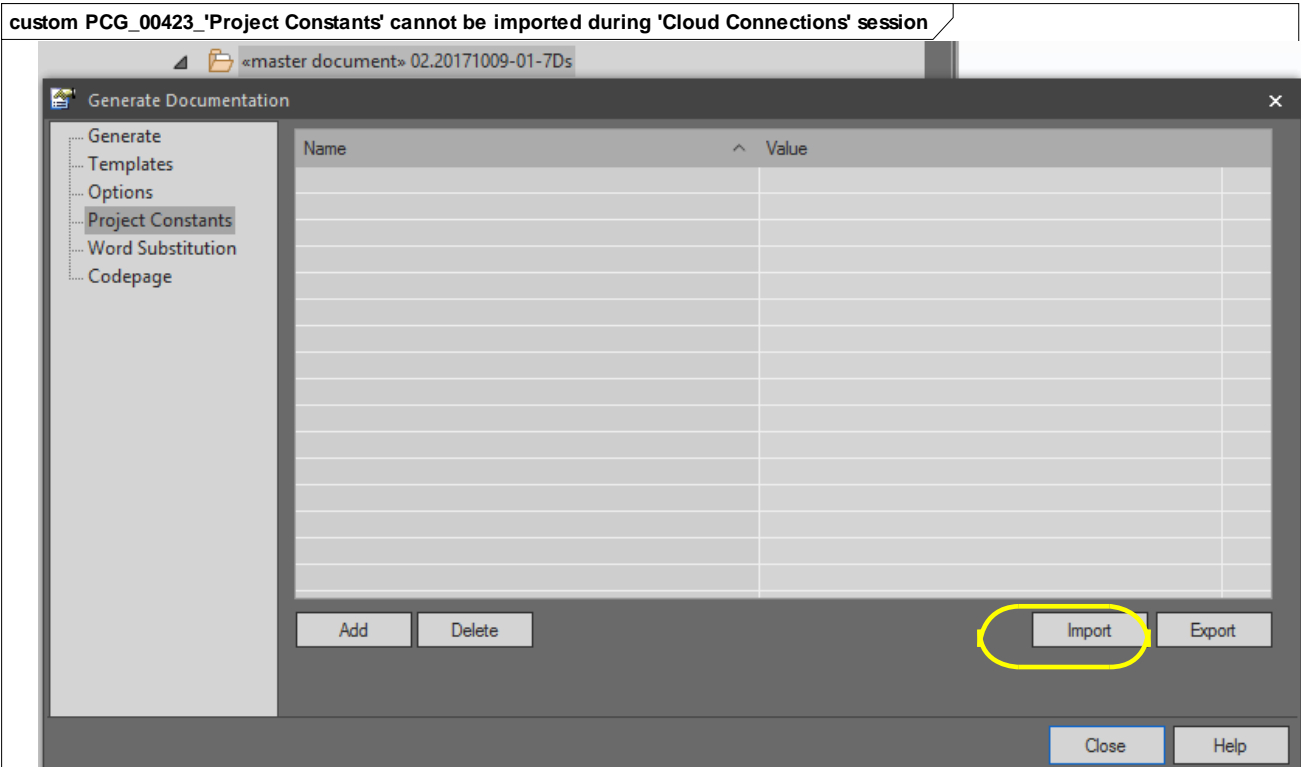 custom PCG_00423_'Project Constants' cannot be imported during 'Cloud Connections' session
«master document» 02.20171009-01-7Ds
Generate Documentation
Generate
Templates
Options
Project Constants
Word Substitution
Codepage
Name
Value
Add
Delete
Import
Export
Close
Help